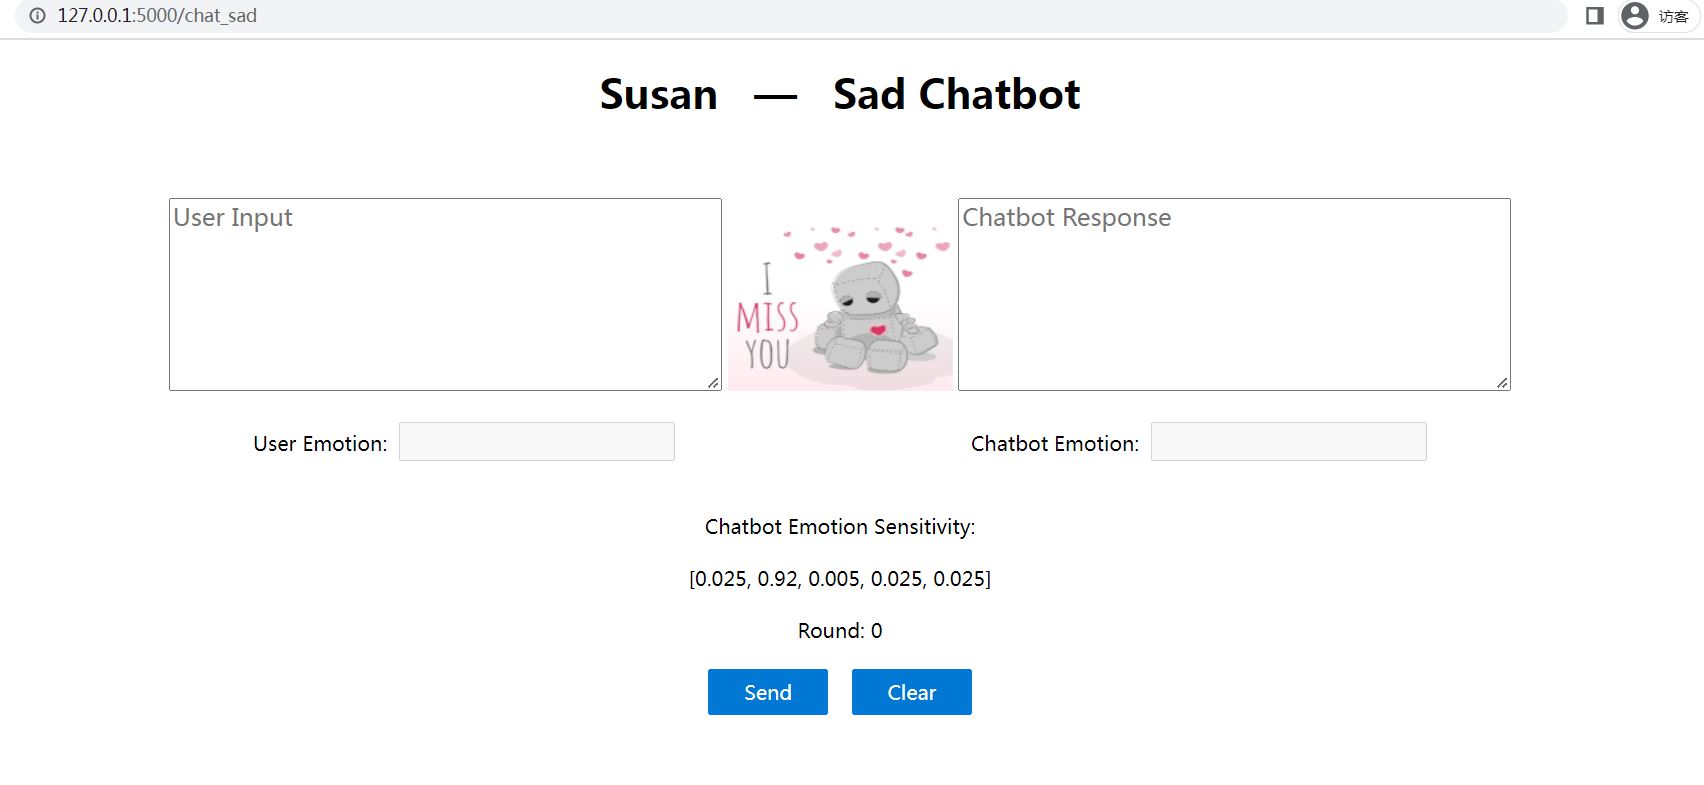 127.0.0.1:5000/chat_sad
访客
Susan — Sad Chatbot
User Input
I
MISS
YOU
Chatbot Response
User Emotion:
Chatbot Emotion:
Chatbot Emotion Sensitivity:
[0.025, 0.92, 0.005, 0.025, 0.025]
Round: 0
Send
Clear